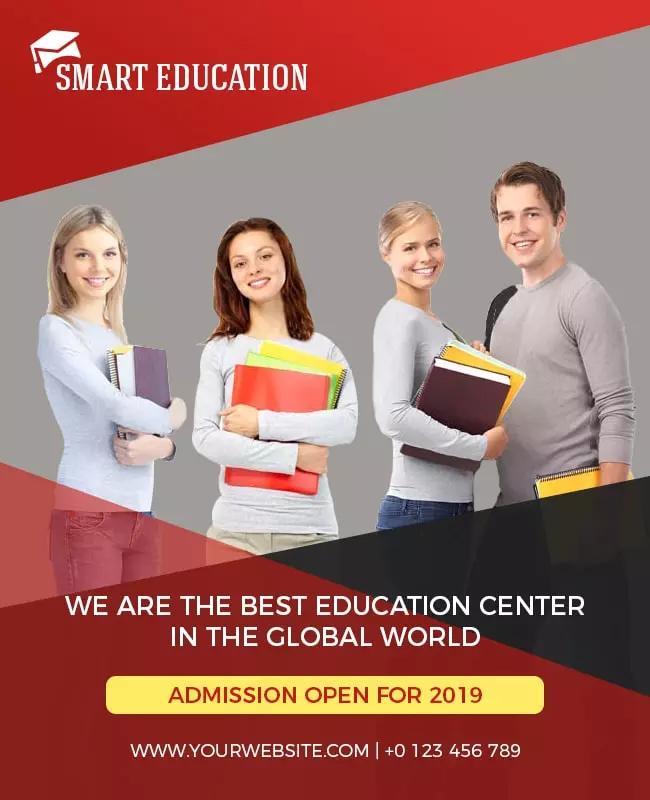 SMART EDUCATION
WE ARE THE BEST EDUCATION CENTER
IN THE GLOBAL WORLD
ADMISSION OPEN FOR 2019
WWW.YOURWEBSITE.COM | +0 123 456 789